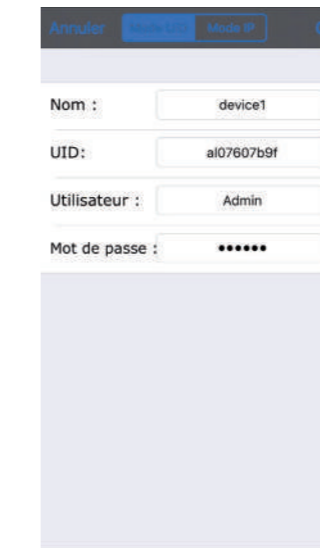 Annuler Mode UID Mode IP
Nom : device1
UID: al07607b9f
Utilisateur : Admin
Mot de passe : ••••••